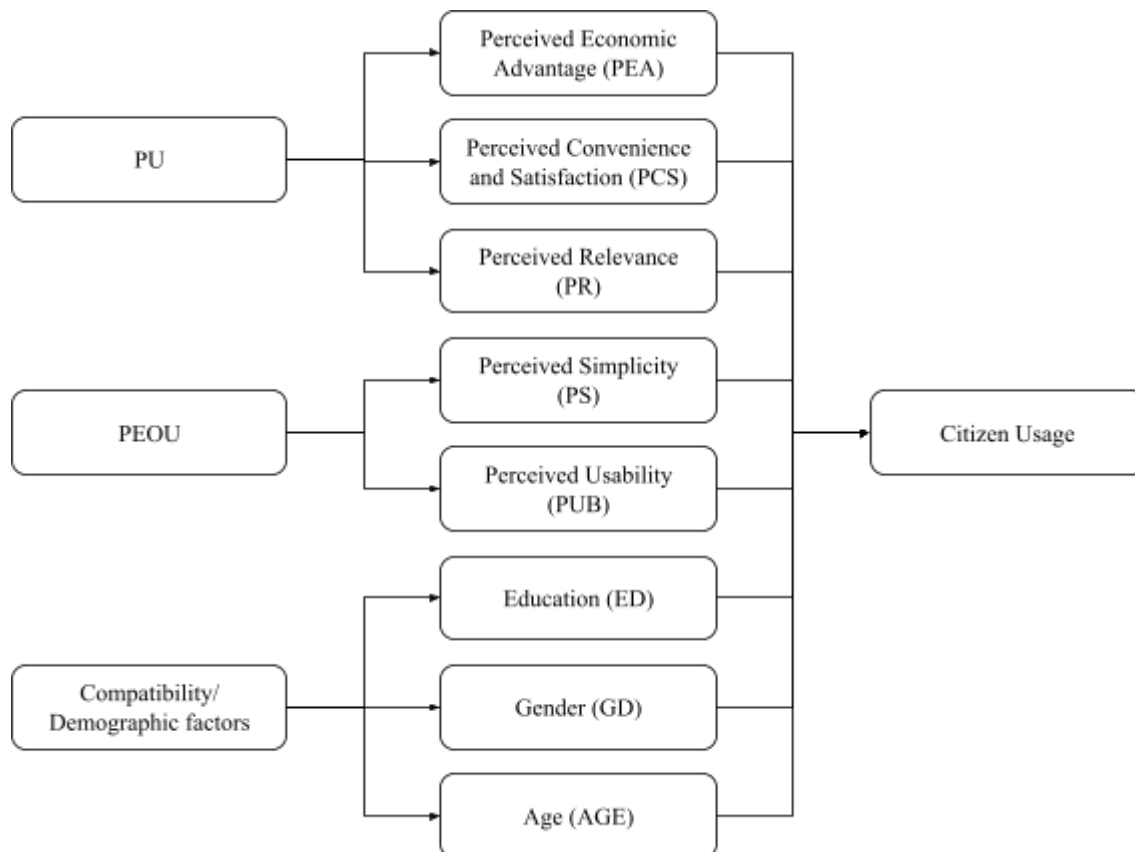 Perceived Economic
Advantage (PEA)
PU
Perceived Convenience
and Satisfaction (PCS)
Perceived Relevance
(PR)
Perceived Simplicity
(PS)
PEOU
Citizen Usage
Perceived Usability
(PUB)
Education (ED)
Compatibility/
Demographic factors
Gender (GD)
Age (AGE)